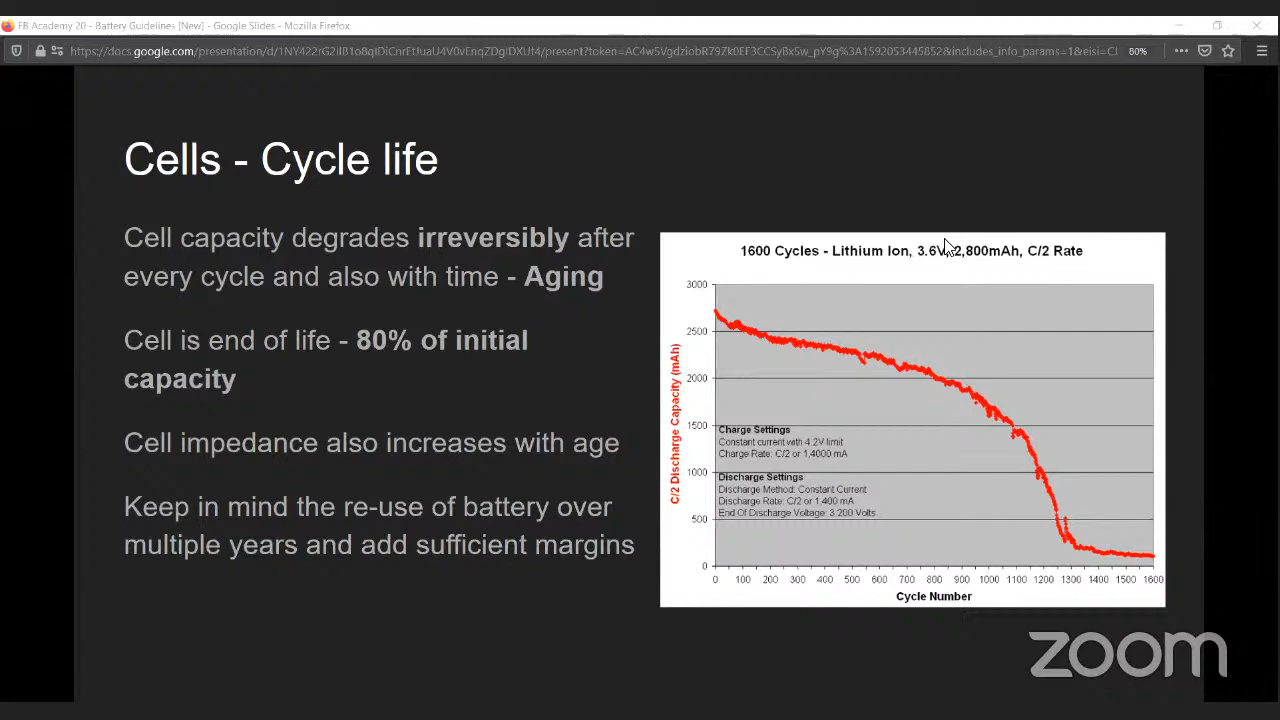 FB Academy 20 - Battery Guidelines [New] - Google Slides - Mozilla Firefox
80%
Cells - Cycle life
Cell capacity degrades irreversibly after
every cycle and also with time - Aging
Cell is end of life - 80% of initial
capacity
Cell impedance also increases with age
Keep in mind the re-use of battery over
multiple years and add sufficient margins
1600 Cycles - Lithium Ion, 3.6V, 2,800mAh, C/2 Rate
C/2 Discharge Capacity (mAh)
3000
2500
2000
1500
1000
500
0
Charge Settings
Constant current with 4.2V limit
Charge Rate: C/2 or 1,4000 mA
Discharge Settings
Discharge Method: Constant Current
Discharge Rate: C/2 or 1,400 mA
End Of Discharge Voltage: 3.200 Volts
0 100 200 300 400 500 600 700 800 900 1000 1100 1200 1300 1400 1500 1600
Cycle Number
zoom